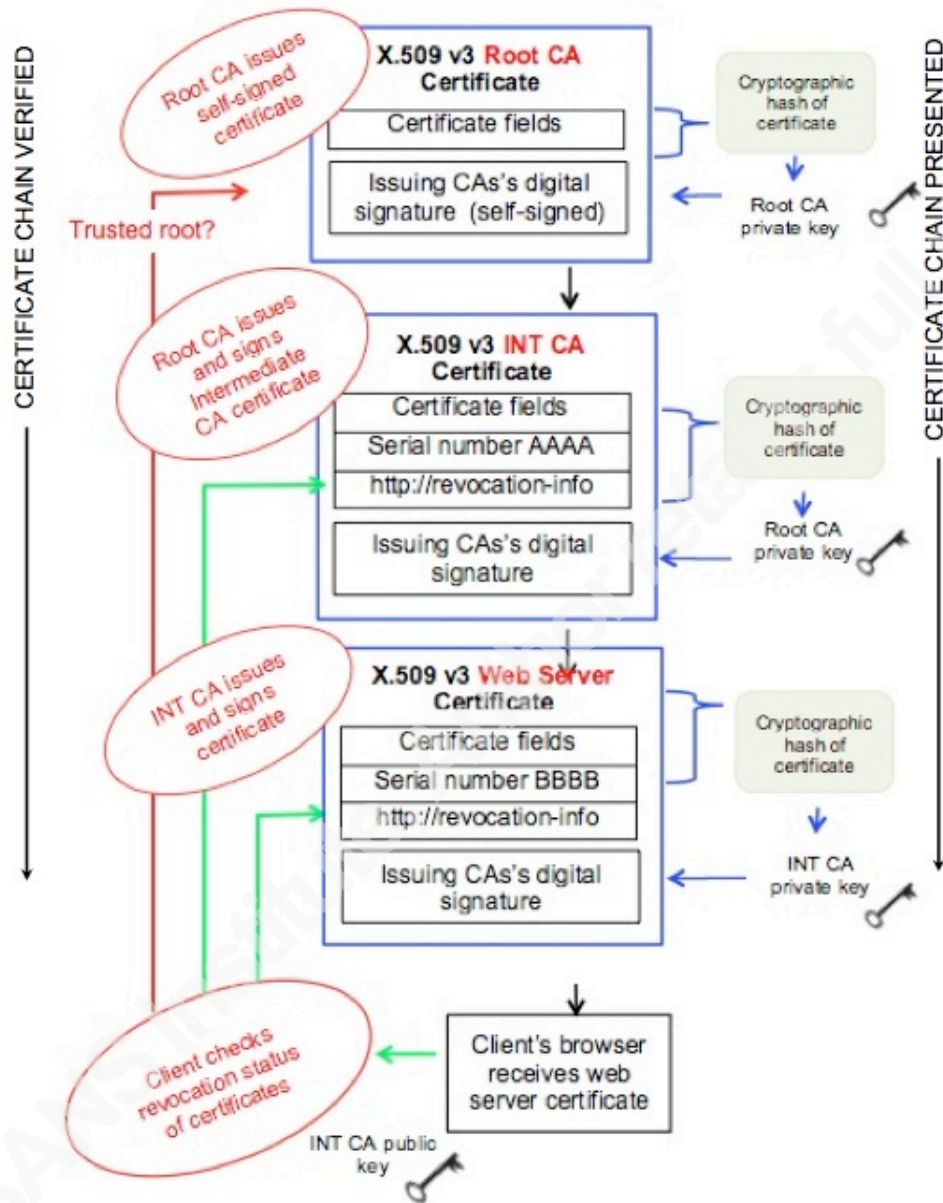 CERTIFICATE CHAIN VERIFIED
CERTIFICATE CHAIN PRESENTED
Root CA issues
self-signed
certificate
X.509 v3 Root CA
Certificate
Certificate fields
Issuing CAs's digital
signature (self-signed)
Cryptographic
hash of
certificate
Root CA
private key
Trusted root?
Root CA issues
and signs
Intermediate
CA certificate
X.509 v3 INT CA
Certificate
Certificate fields
Serial number AAAA
http://revocation-info
Issuing CAs's digital
signature
Cryptographic
hash of
certificate
Root CA
private key
INT CA issues
and signs
certificate
X.509 v3 Web Server
Certificate
Certificate fields
Serial number BBBB
http://revocation-info
Issuing CAs's digital
signature
Cryptographic
hash of
certificate
INT CA
private key
Client checks
revocation status
of certificates
Client's browser
receives web
server certificate
INT CA public
key